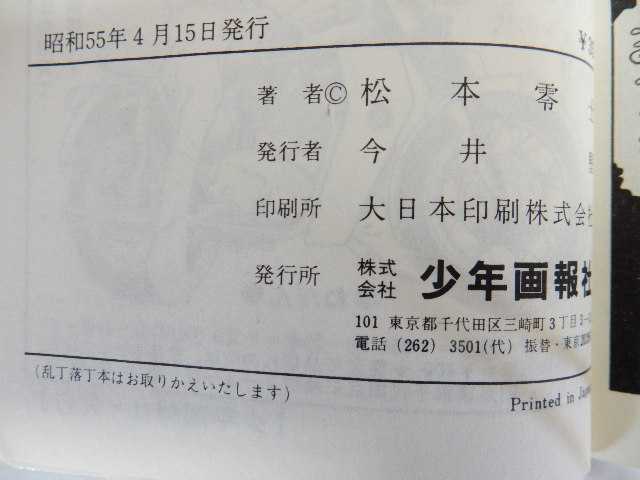 昭和55年4月15日発行
著者©松本零
発行者 今井
印刷所 大日本印刷株式会社
発行所 株式会社 少年画報社
101 東京都千代田区三崎町3丁目3
電話 (262) 3501(代) 振替・東京
(乱丁落丁本はお取りかえいたします)
Printed in Japan